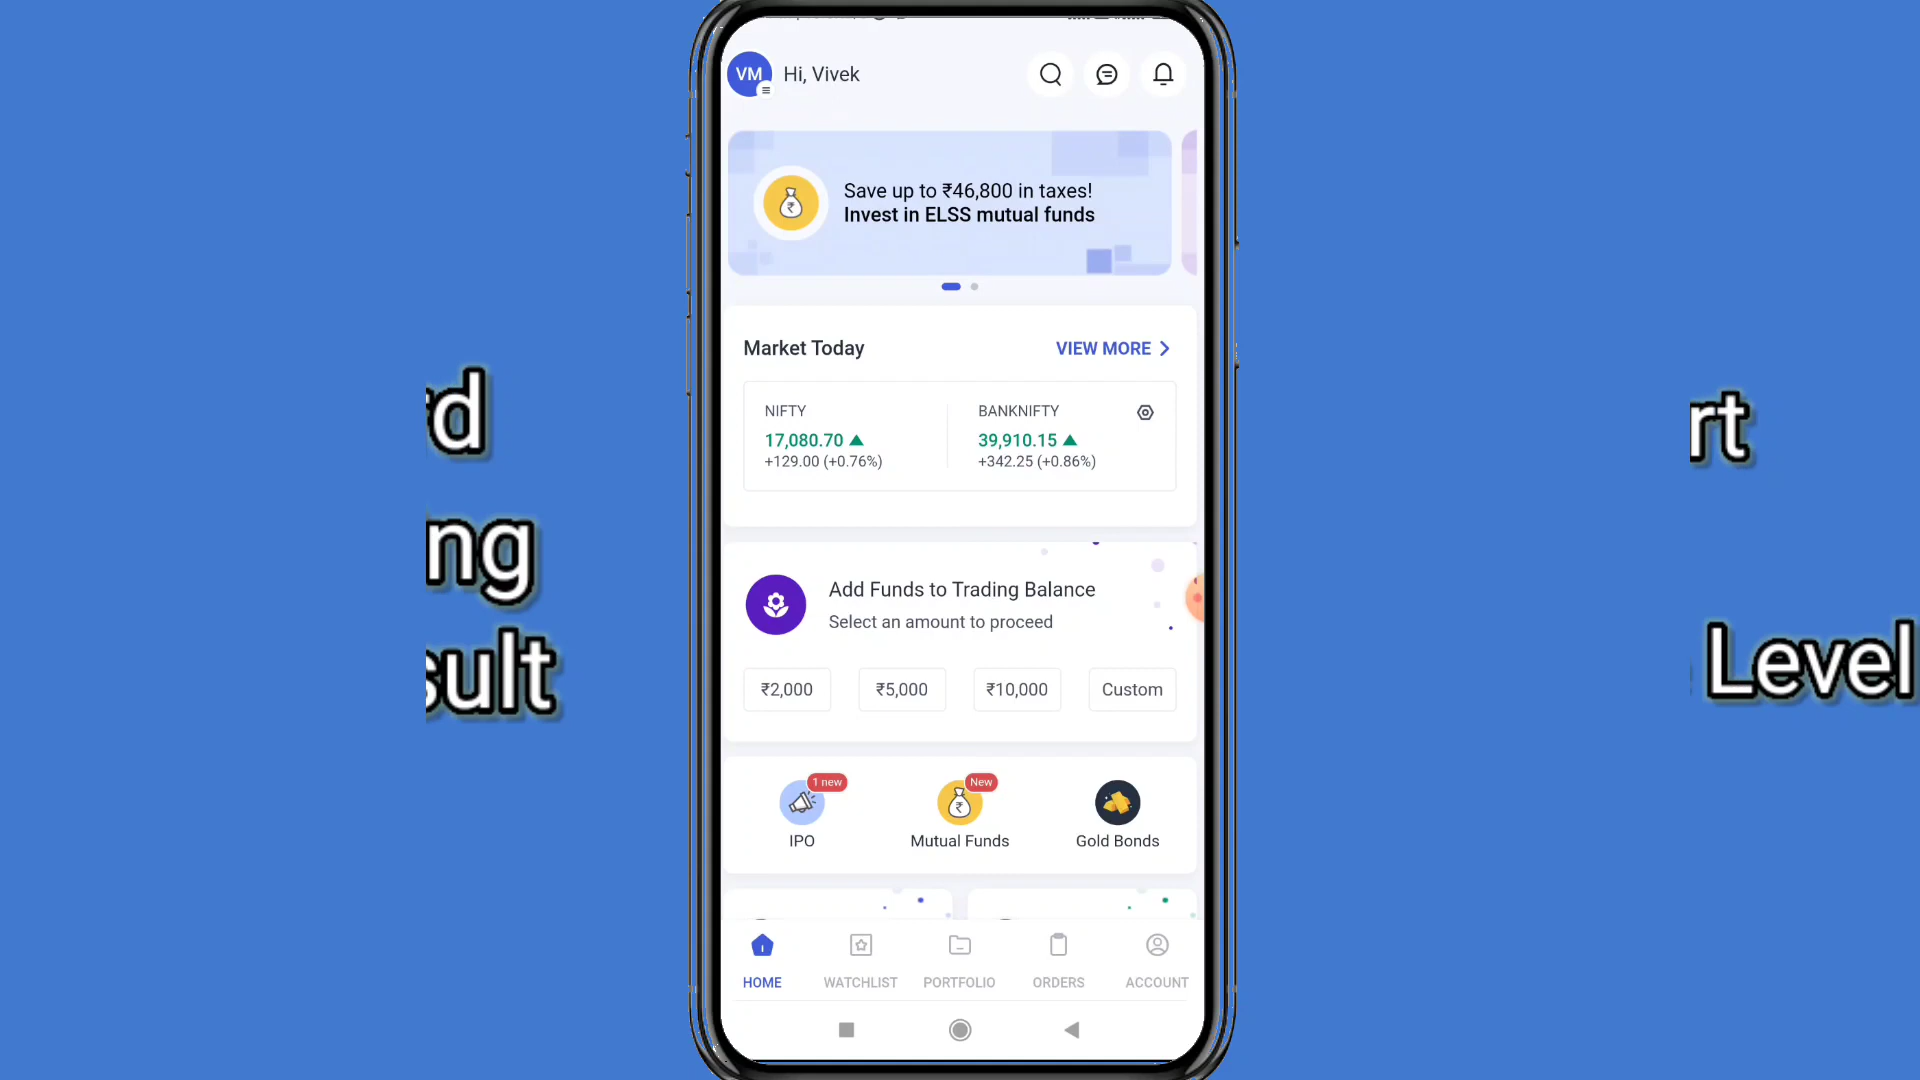 VM
Hi, Vivek
Save up to ₹46,800 in taxes!
Invest in ELSS mutual funds
Market Today
VIEW MORE
NIFTY
17,080.70
+129.00 (+0.76%)
BANKNIFTY
39,910.15
+342.25 (+0.86%)
Add Funds to Trading Balance
Select an amount to proceed
₹2,000
₹5,000
₹10,000
Custom
1 new
IPO
New
Mutual Funds
Gold Bonds
HOME
WATCHLIST
PORTFOLIO
ORDERS
ACCOUNT
Level